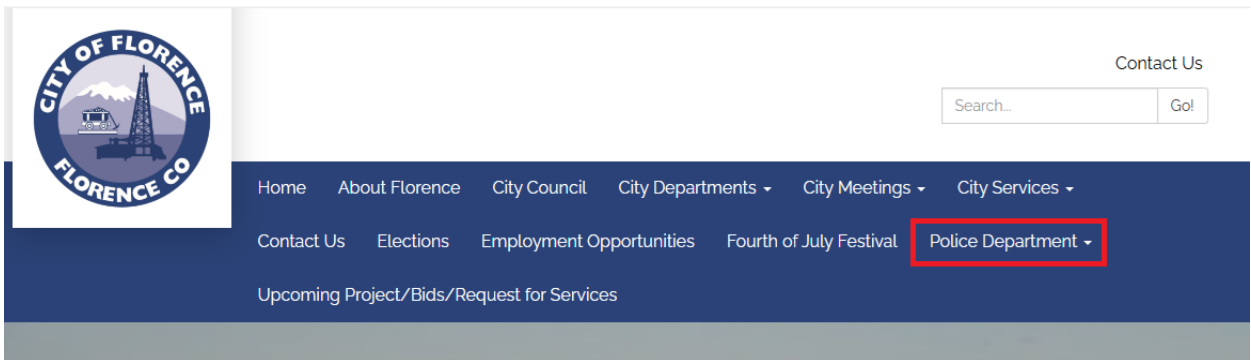 CITY OF FLORENCE
FLORENCE CO
Contact Us
Search...
Go!
Home About Florence City Council City Departments City Meetings City Services
Contact Us Elections Employment Opportunities Fourth of July Festival Police Department
Upcoming Project/Bids/Request for Services